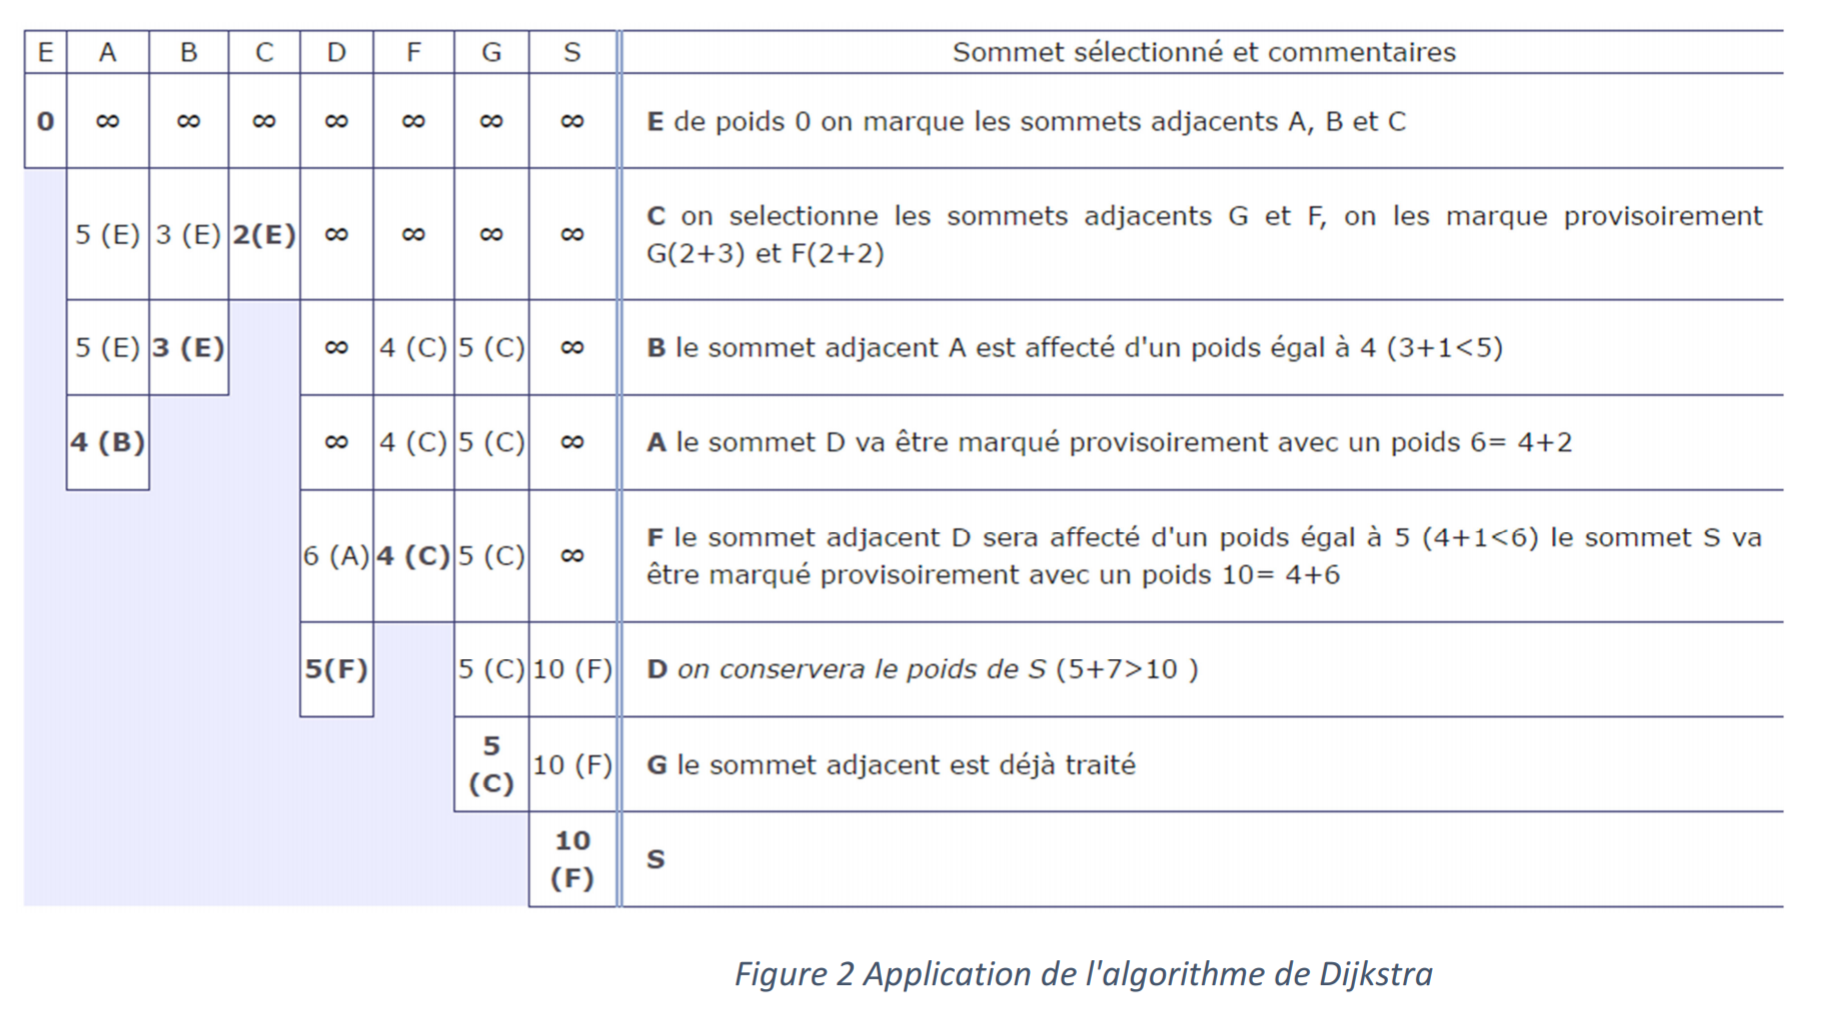 E A B C D F G S Sommet sélectionné et commentaires
0 ∞ ∞ ∞ ∞ ∞ ∞ ∞ E de poids 0 on marque les sommets adjacents A, B et C
5 (E) 3 (E) 2(E) ∞ ∞ ∞ ∞ C on selectionne les sommets adjacents G et F, on les marque provisoirement
G(2+3) et F(2+2)
5 (E) 3 (E) ∞ 4 (C) 5 (C) ∞ B le sommet adjacent A est affecté d'un poids égal à 4 (3+1<5)
4 (B) ∞ 4 (C) 5 (C) ∞ A le sommet D va être marqué provisoirement avec un poids 6= 4+2
6 (A) 4 (C) 5 (C) ∞ F le sommet adjacent D sera affecté d'un poids égal à 5 (4+1<6) le sommet S va
être marqué provisoirement avec un poids 10= 4+6
5(F) 5 (C) 10 (F) D on conservera le poids de S (5+7>10 )
5
(C) 10 (F) G le sommet adjacent est déjà traité
10
(F) S
Figure 2 Application de l'algorithme de Dijkstra